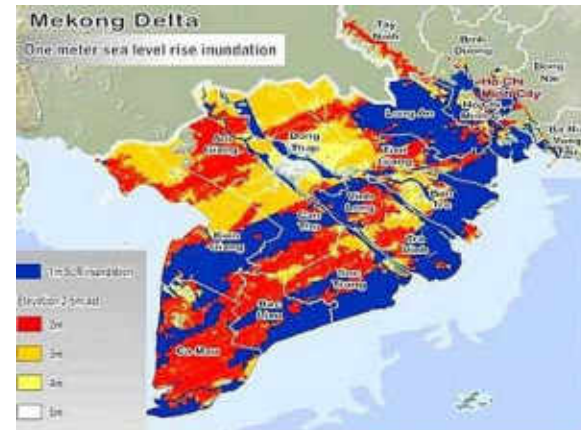 Mekong Delta
One meter sea level rise inundation
Tay
Ninh
Binh
Duong
Dong
Nai
Ho Chi
Minh City
Long An
An
Giang
Dong
Thap
Tien
Giang
Ben
Tre
Vinh
Long
Can
Tho
Tra
Vinh
Kien
Giang
Soc
Trang
Bac
Lieu
Ca Mau
1m SLR inundation
2m
3m
4m
5m